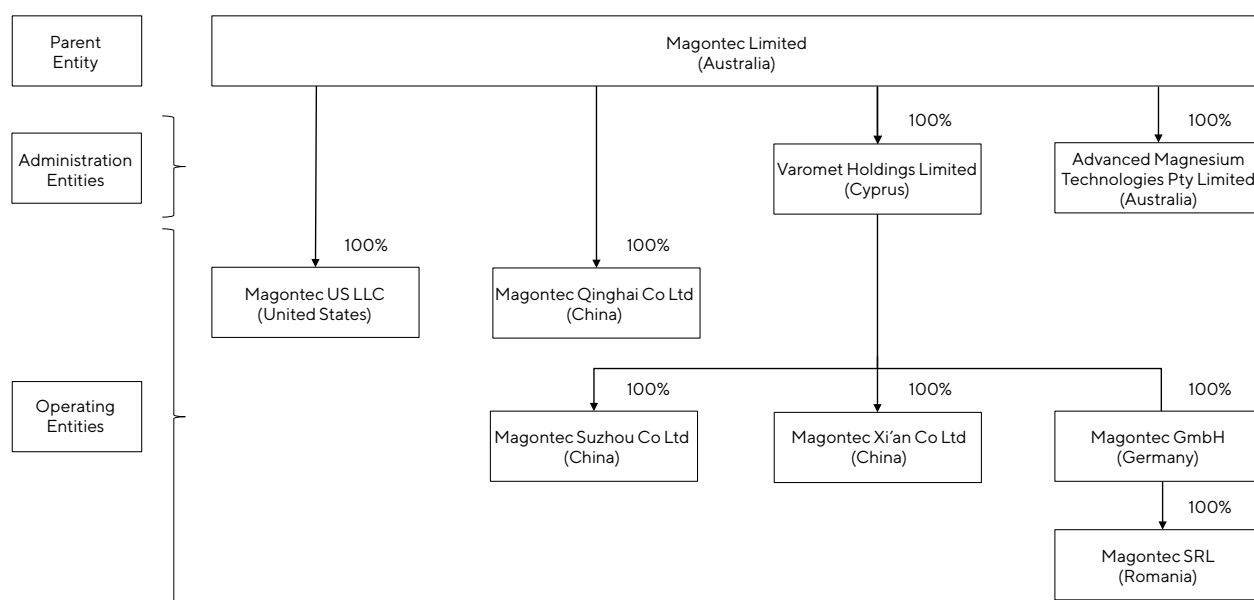 Parent
Entity
Magontec Limited
(Australia)
100%
100%
Administration
Entities
Varomet Holdings Limited
(Cyprus)
Advanced Magnesium
Technologies Pty Limited
(Australia)
100%
100%
Magontec US LLC
(United States)
Magontec Qinghai Co Ltd
(China)
Operating
Entities
100%
100%
100%
Magontec Suzhou Co Ltd
(China)
Magontec Xi'an Co Ltd
(China)
Magontec GmbH
(Germany)
100%
Magontec SRL
(Romania)